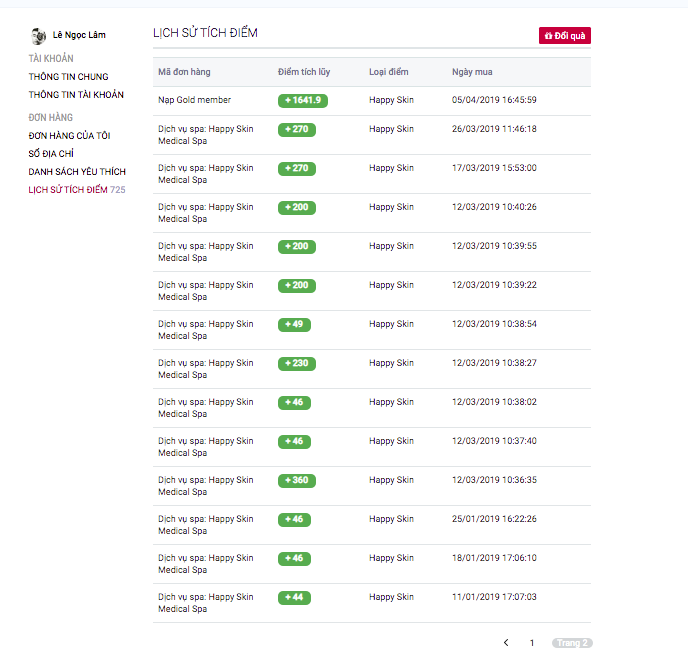 Lê Ngọc Lâm
TÀI KHOẢN
THÔNG TIN CHUNG
THÔNG TIN TÀI KHOẢN
ĐƠN HÀNG
ĐƠN HÀNG CỦA TÔI
SỔ ĐỊA CHỈ
DANH SÁCH YÊU THÍCH
LỊCH SỬ TÍCH ĐIỂM 725
LỊCH SỬ TÍCH ĐIỂM
Đổi quà
Mã đơn hàng Điểm tích lũy Loại điểm Ngày mua
Nạp Gold member +1641.9 Happy Skin 05/04/2019 16:45:59
Dịch vụ spa: Happy Skin +270 Happy Skin 26/03/2019 11:46:18
Medical Spa
Dịch vụ spa: Happy Skin +270 Happy Skin 17/03/2019 15:53:00
Medical Spa
Dịch vụ spa: Happy Skin +200 Happy Skin 12/03/2019 10:40:26
Medical Spa
Dịch vụ spa: Happy Skin +200 Happy Skin 12/03/2019 10:39:55
Medical Spa
Dịch vụ spa: Happy Skin +200 Happy Skin 12/03/2019 10:39:22
Medical Spa
Dịch vụ spa: Happy Skin +49 Happy Skin 12/03/2019 10:38:54
Medical Spa
Dịch vụ spa: Happy Skin +230 Happy Skin 12/03/2019 10:38:27
Medical Spa
Dịch vụ spa: Happy Skin +46 Happy Skin 12/03/2019 10:38:02
Medical Spa
Dịch vụ spa: Happy Skin +46 Happy Skin 12/03/2019 10:37:40
Medical Spa
Dịch vụ spa: Happy Skin +360 Happy Skin 12/03/2019 10:36:35
Medical Spa
Dịch vụ spa: Happy Skin +46 Happy Skin 25/01/2019 16:22:26
Medical Spa
Dịch vụ spa: Happy Skin +46 Happy Skin 18/01/2019 17:06:10
Medical Spa
Dịch vụ spa: Happy Skin +44 Happy Skin 11/01/2019 17:07:03
Medical Spa
1 Trang 2